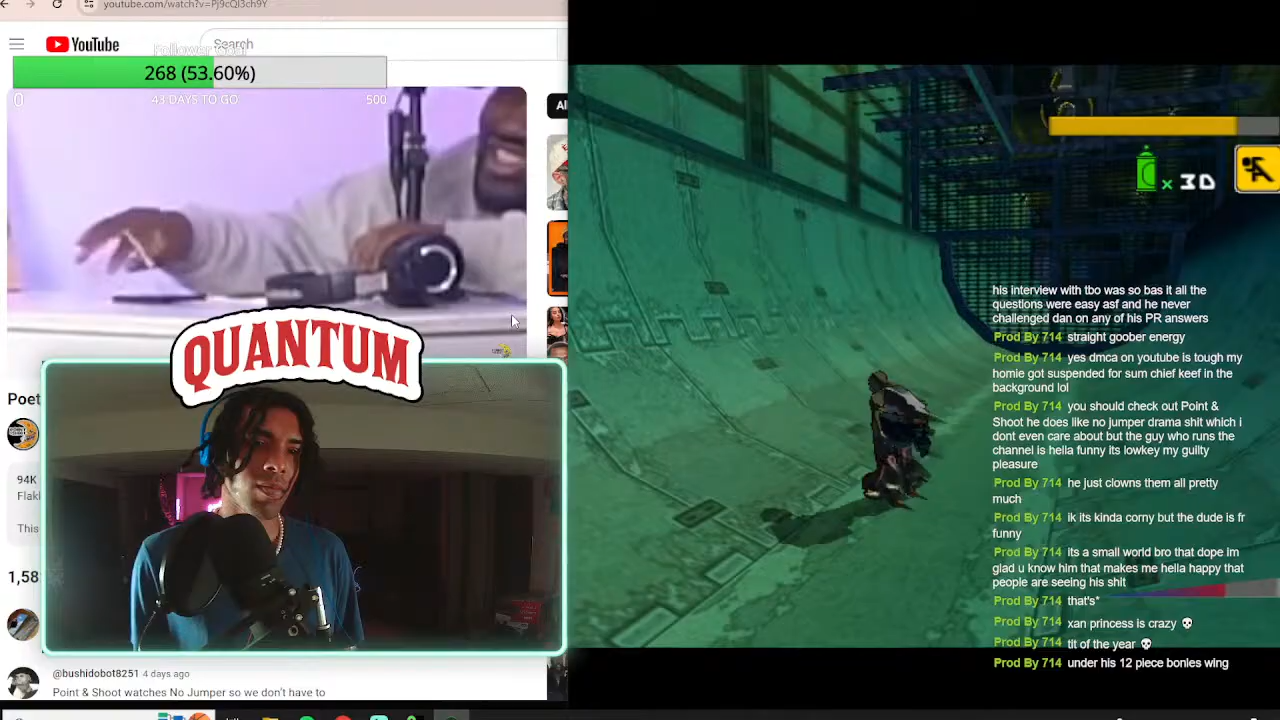 youtube.com/watch?v=Pj9cQI3ch9Y
YouTube
Search
Follower Goal
268 (53.60%)
0
43 DAYS TO GO
500
All
QUANTUM
Poet
94K
Flakk
This
1,58
@bushidobot8251 4 days ago
Point & Shoot watches No Jumper so we don't have to
x 30
his interview with tbo was so bas it all the
questions were easy asf and he never
challenged dan on any of his PR answers
Prod By 714 straight goober energy
Prod By 714 yes dmca on youtube is tough my
homie got suspended for sum chief keef in the
background lol
Prod By 714 you should check out Point &
Shoot he does like no jumper drama shit which i
dont even care about but the guy who runs the
channel is hella funny its lowkey my guilty
pleasure
Prod By 714 he just clowns them all pretty
much
Prod By 714 ik its kinda corny but the dude is fr
funny
Prod By 714 its a small world bro that dope im
glad u know him that makes me hella happy that
people are seeing his shit
Prod By 714 that's*
Prod By 714 xan princess is crazy 💀
Prod By 714 tit of the year 💀
Prod By 714 under his 12 piece bonles wing